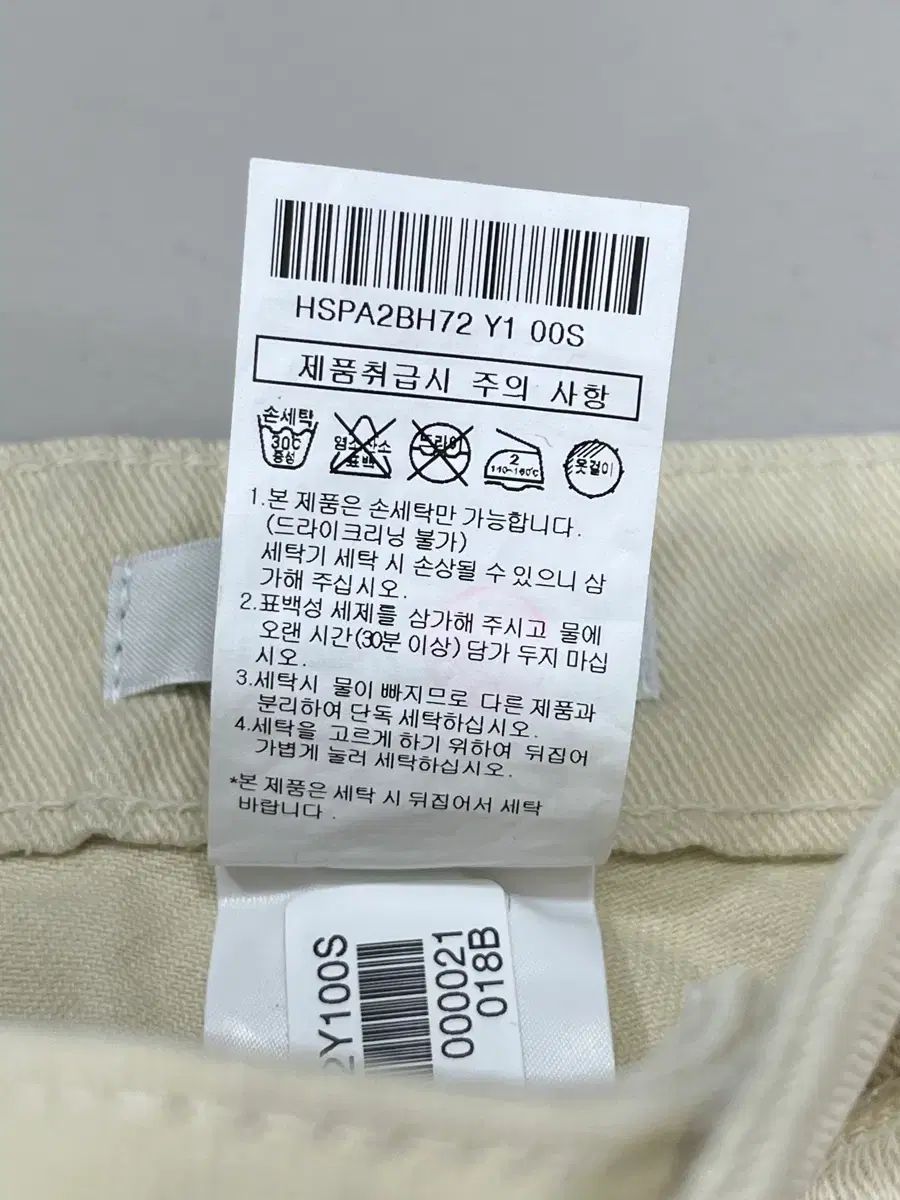 HSPA2BH72 Y1 00S
제품취급시 주의 사항
손세탁
30℃
중성
염소산소
표백
드라이
2
110-160℃
옷걸이
1.본 제품은 손세탁만 가능합니다.
(드라이크리닝 불가)
세탁기 세탁 시 손상될 수 있으니 삼
가해 주십시오.
2.표백성 세제를 삼가해 주시고 물에
오랜 시간(30분 이상) 담가 두지 마십
시오.
3.세탁시 물이 빠지므로 다른 제품과
분리하여 단독 세탁하십시오.
4.세탁을 고르게 하기 위하여 뒤집어
가볍게 눌러 세탁하십시오.
*본 제품은 세탁 시 뒤집어서 세탁
바랍니다 .
2Y100S
000021
018B